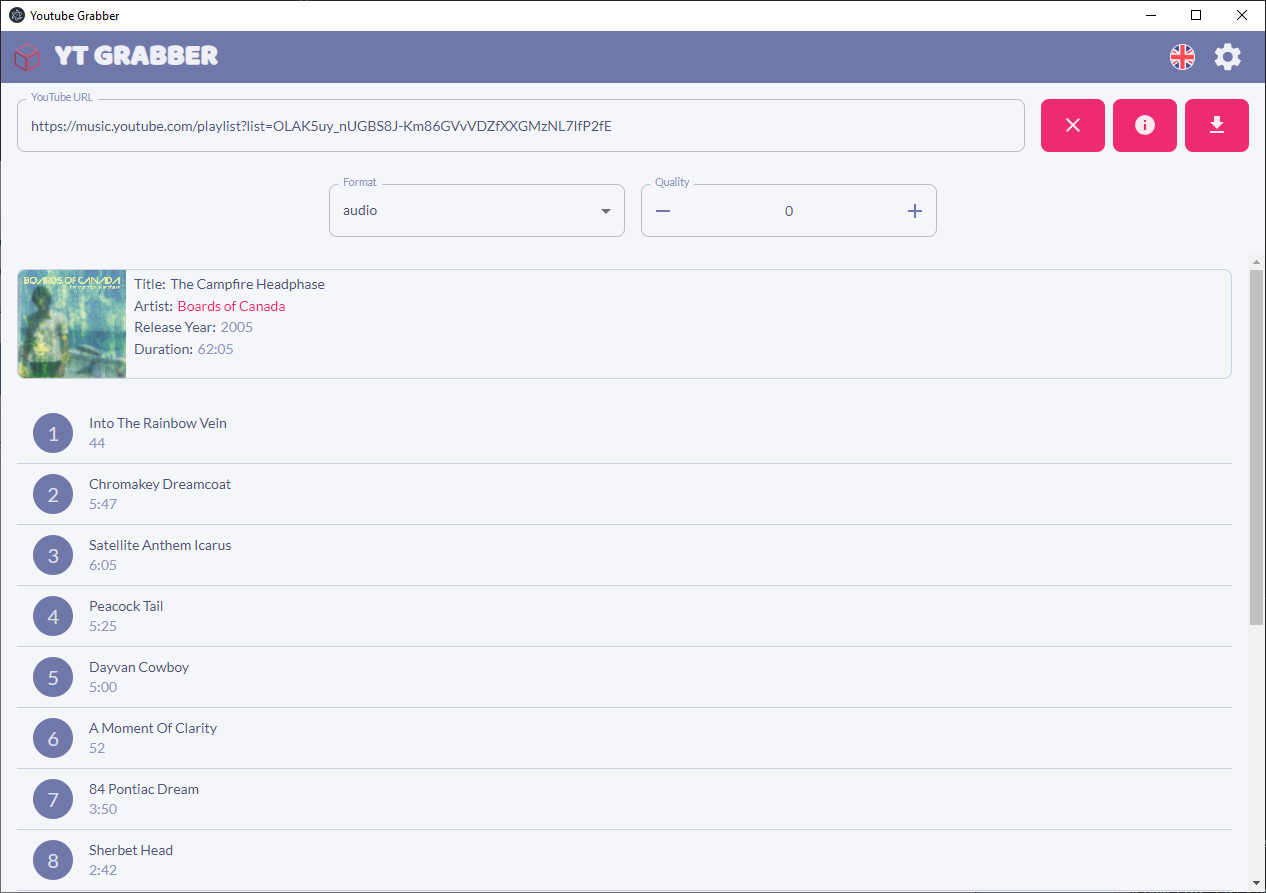 Youtube Grabber
YT GRABBER
YouTube URL
https://music.youtube.com/playlist?list=OLAK5uy_nUGBS8J-Km86GVvVDZfXXGMzNL7IfP2fE
Format
audio
Quality
0
BOARDS OF CANADA
the campfire headphase
Title: The Campfire Headphase
Artist: Boards of Canada
Release Year: 2005
Duration: 62:05
1
Into The Rainbow Vein
44
2
Chromakey Dreamcoat
5:47
3
Satellite Anthem Icarus
6:05
4
Peacock Tail
5:25
5
Dayvan Cowboy
5:00
6
A Moment Of Clarity
52
7
84 Pontiac Dream
3:50
8
Sherbet Head
2:42